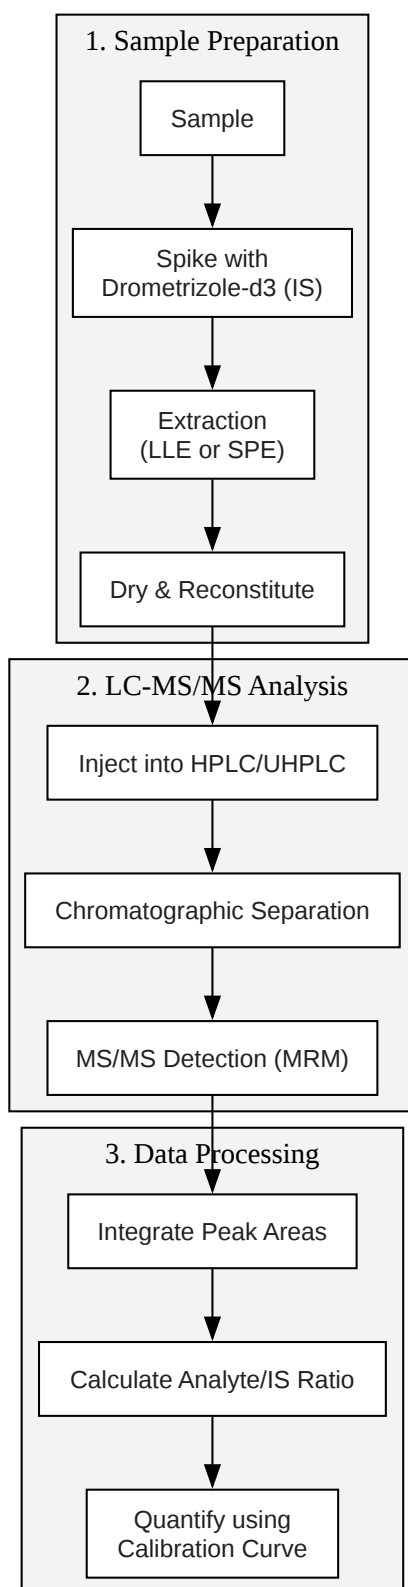 1. Sample Preparation
Sample
Spike with
Drometrizole-d3 (IS)
Extraction
(LLE or SPE)
Dry & Reconstitute
2. LC-MS/MS Analysis
Inject into HPLC/UHPLC
Chromatographic Separation
MS/MS Detection (MRM)
3. Data Processing
Integrate Peak Areas
Calculate Analyte/IS Ratio
Quantify using
Calibration Curve